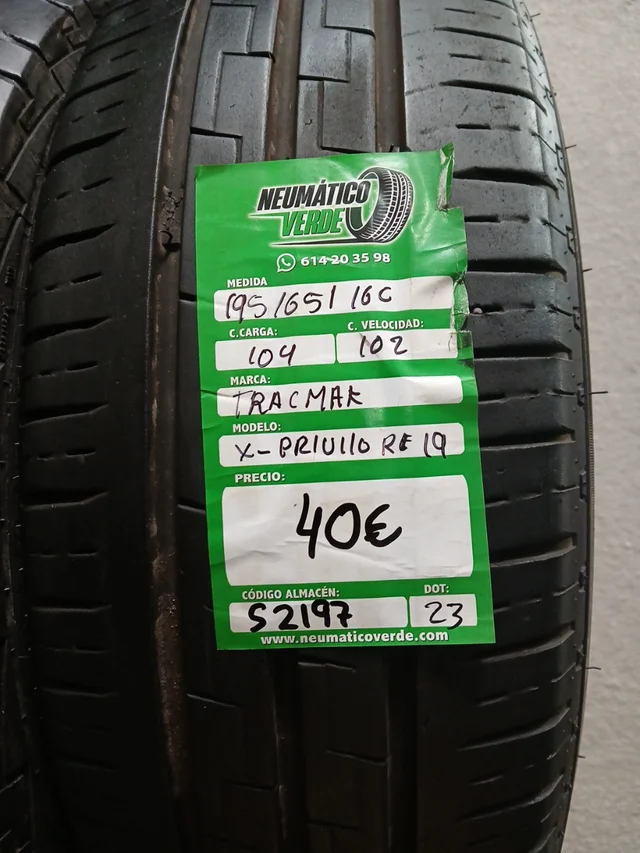 NEUMÁTICO
VERDE
614 20 35 98
MEDIDA
195/65/16C
C.CARGA: C. VELOCIDAD:
104 102
MARCA:
TRACMAK
MODELO:
X-PRIVILO RF19
PRECIO:
40€
CÓDIGO ALMACÉN: DOT:
S2197 23
www.neumaticoverde.com